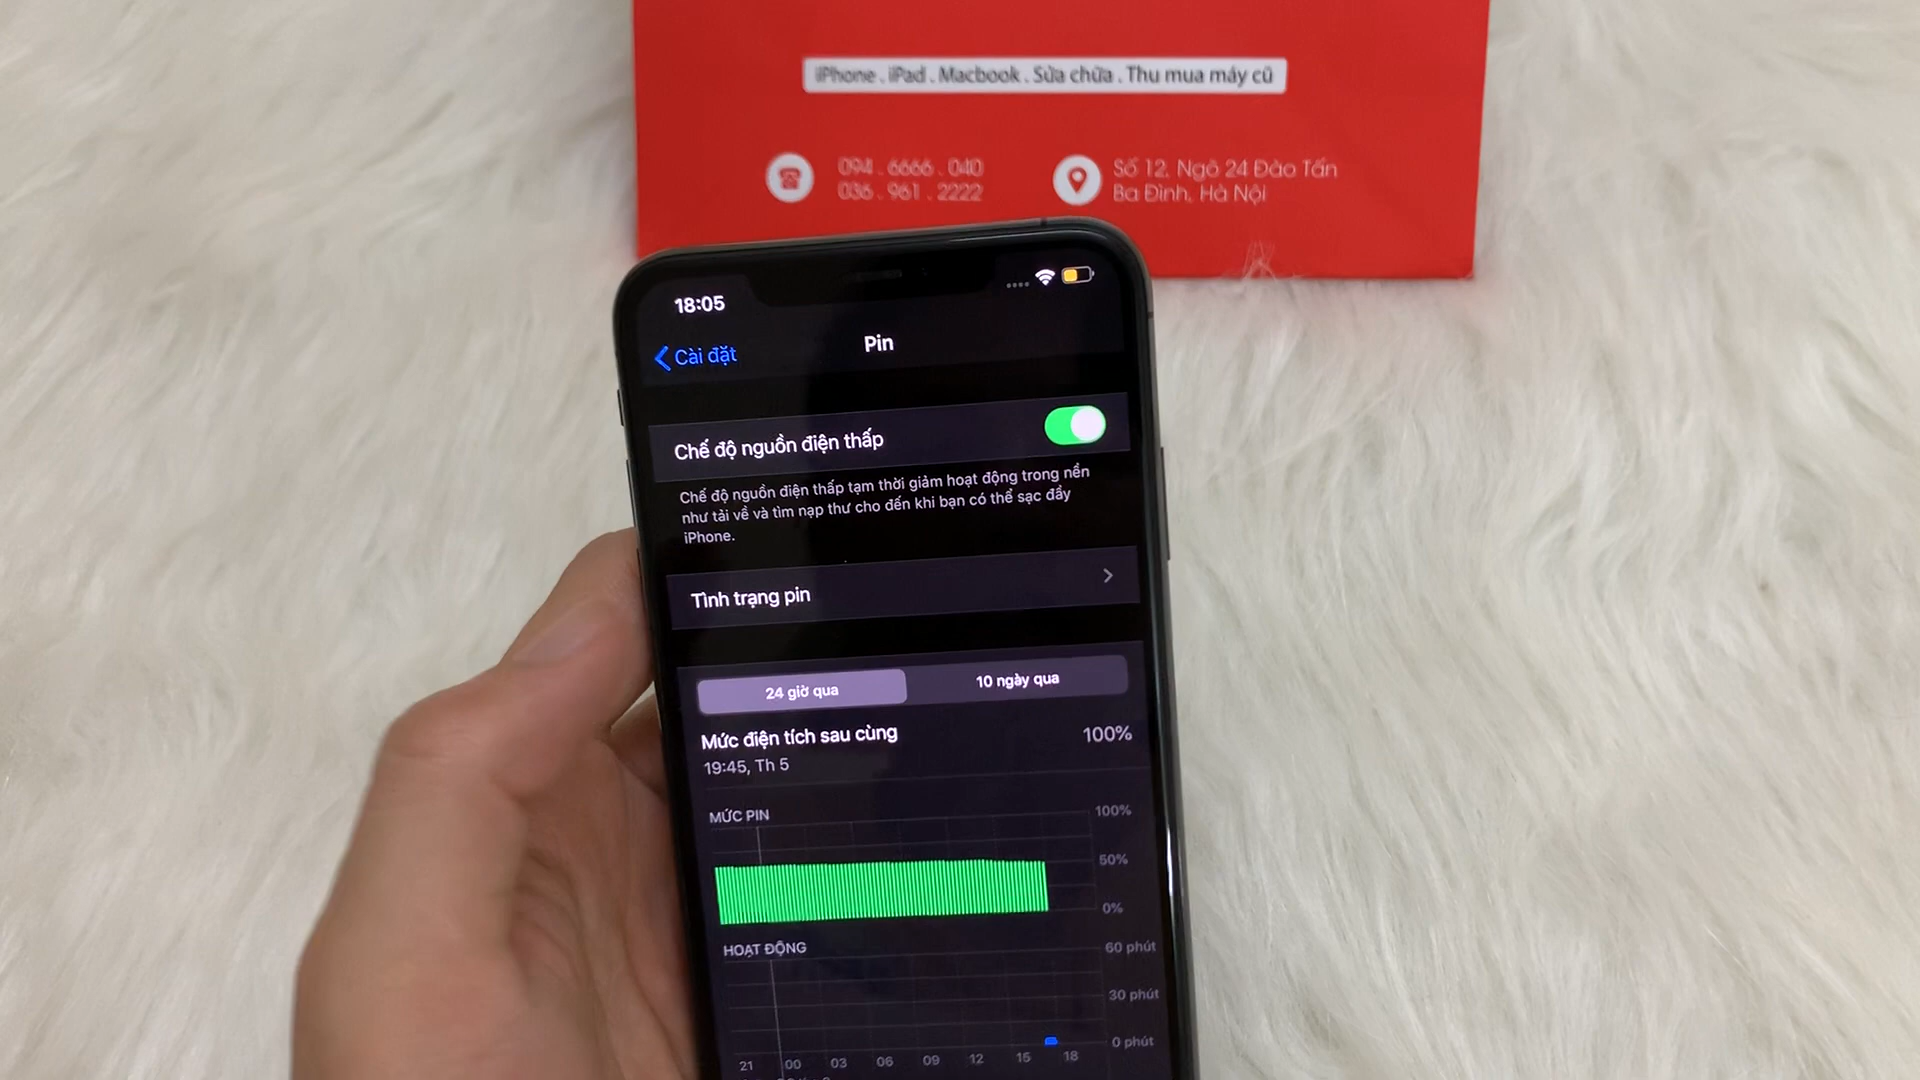 iPhone . iPad . Macbook . Sửa chữa . Thu mua máy cũ
094 . 6666 . 040
036 . 961 . 2222
Số 12, Ngõ 24 Đào Tấn
Ba Đình, Hà Nội
18:05
Cài đặt
Pin
Chế độ nguồn điện thấp
Chế độ nguồn điện thấp tạm thời giảm hoạt động trong nền
như tải về và tìm nạp thư cho đến khi bạn có thể sạc đầy
iPhone.
Tình trạng pin
24 giờ qua
10 ngày qua
Mức điện tích sau cùng
100%
19:45, Th 5
MỨC PIN
100%
50%
0%
HOẠT ĐỘNG
60 phút
30 phút
0 phút
21 00 03 06 09 12 15 18